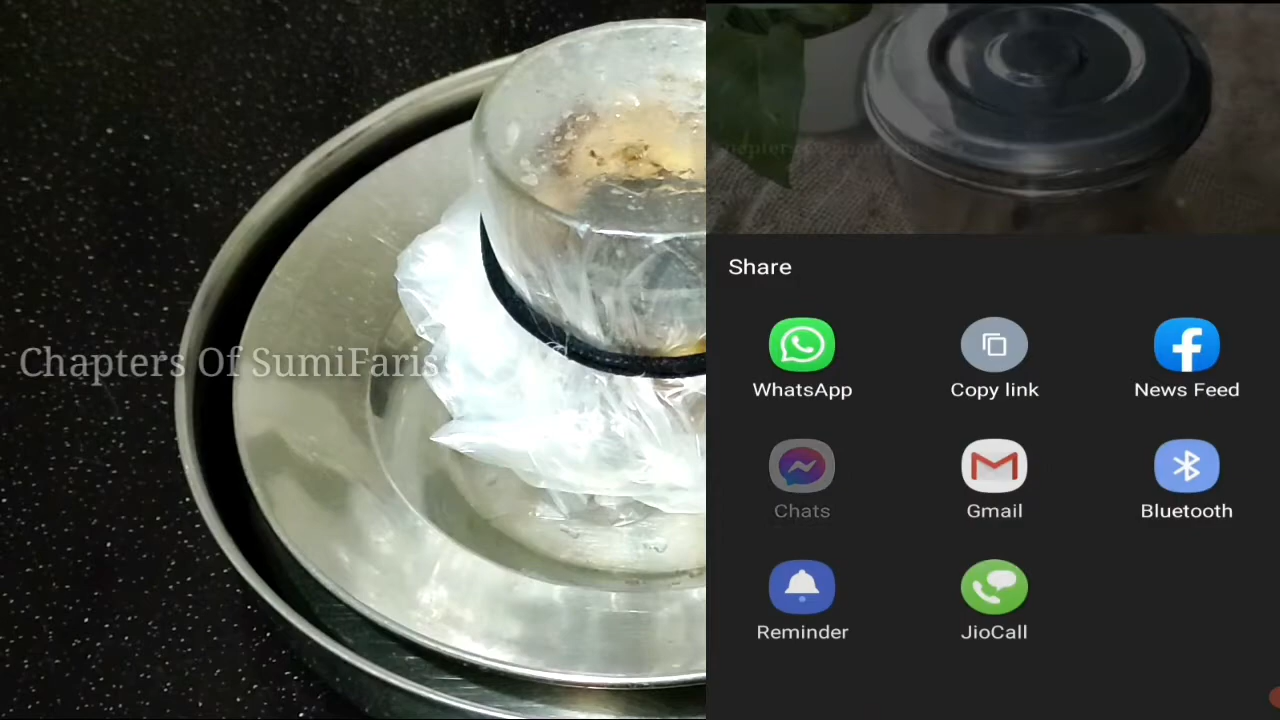 Chapters Of SumiFaris
Share
WhatsApp
Copy link
News Feed
Chats
Gmail
Bluetooth
Reminder
JioCall